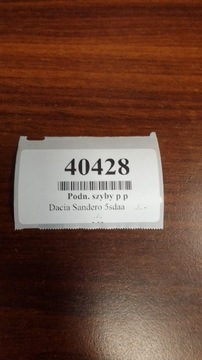 40428
Podn. szyby p p
Dacia Sandero 5sdaa